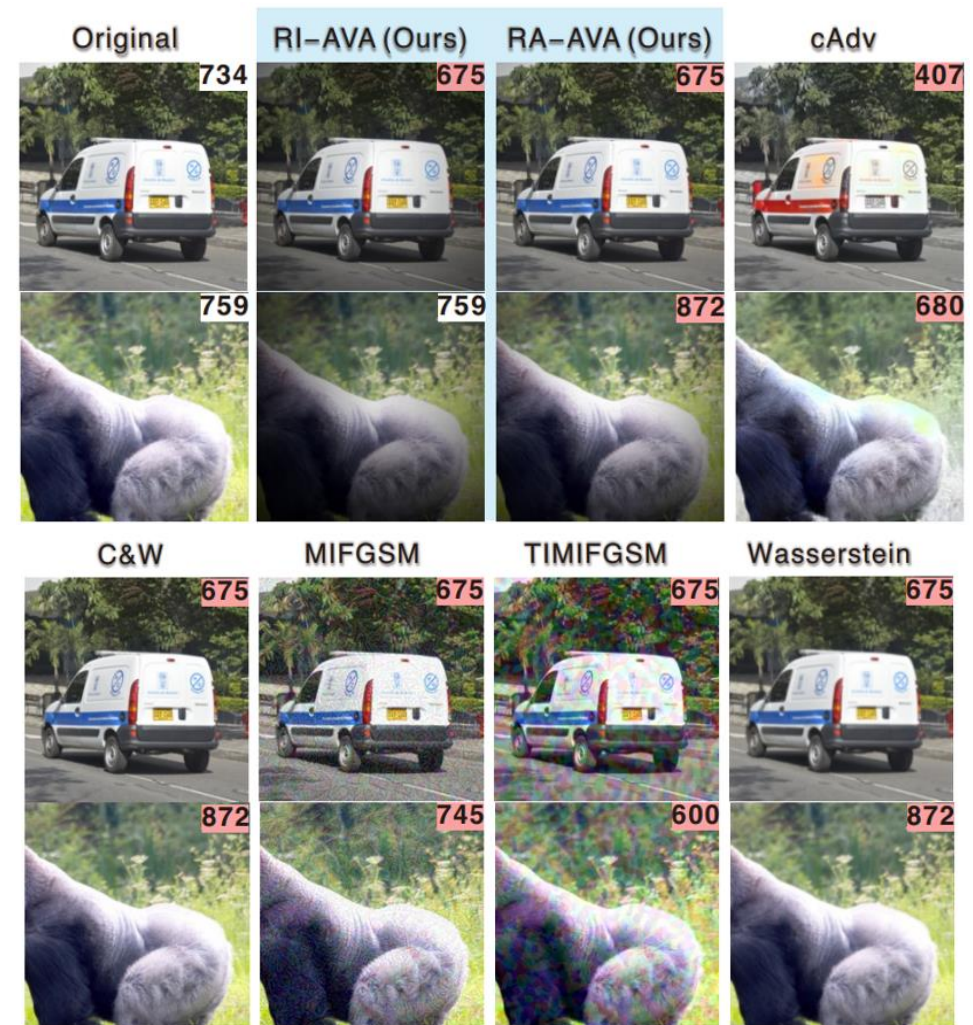 Original RI–AVA (Ours) RA–AVA (Ours) cAdv
734 675 675 407
759 759 872 680
C&W MIFGSM TIMIFGSM Wasserstein
675 675 675 675
872 745 600 872